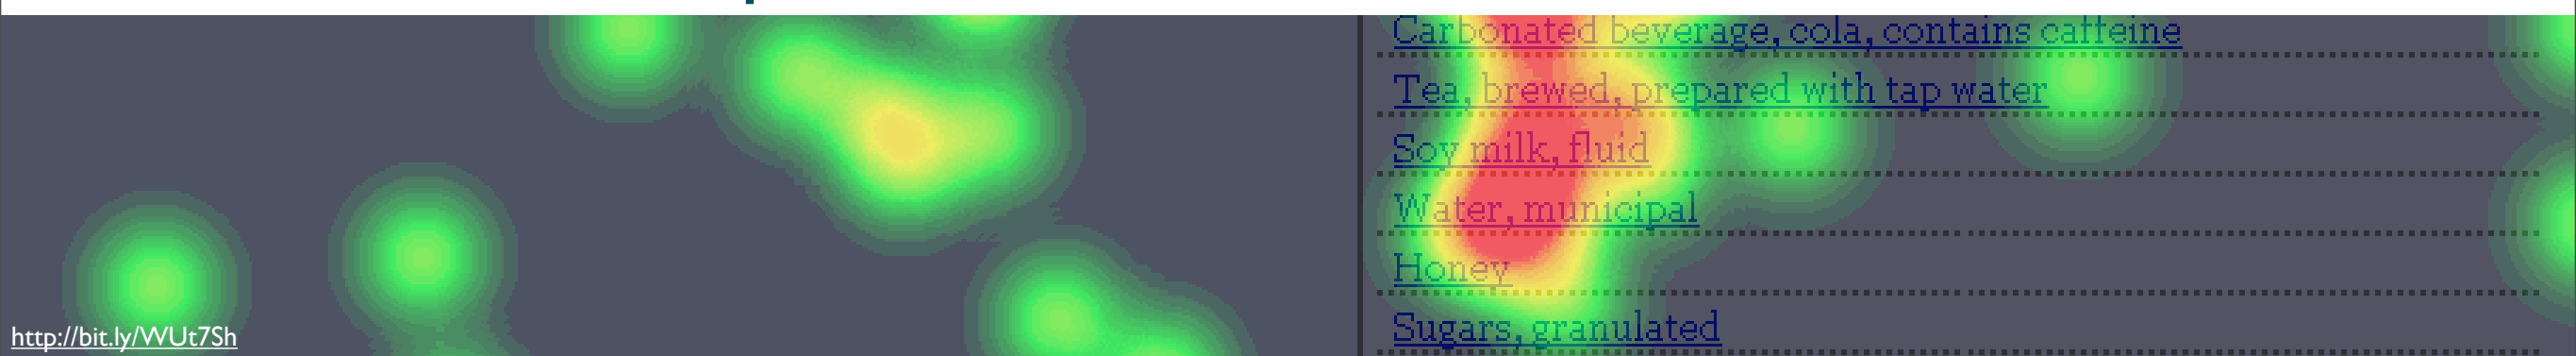 Carbonated beverage, cola, contains caffeine
Tea, brewed, prepared with tap water
Soy milk, fluid
Water, municipal
Honey
Sugars, granulated
http://bit.ly/WUt7Sh